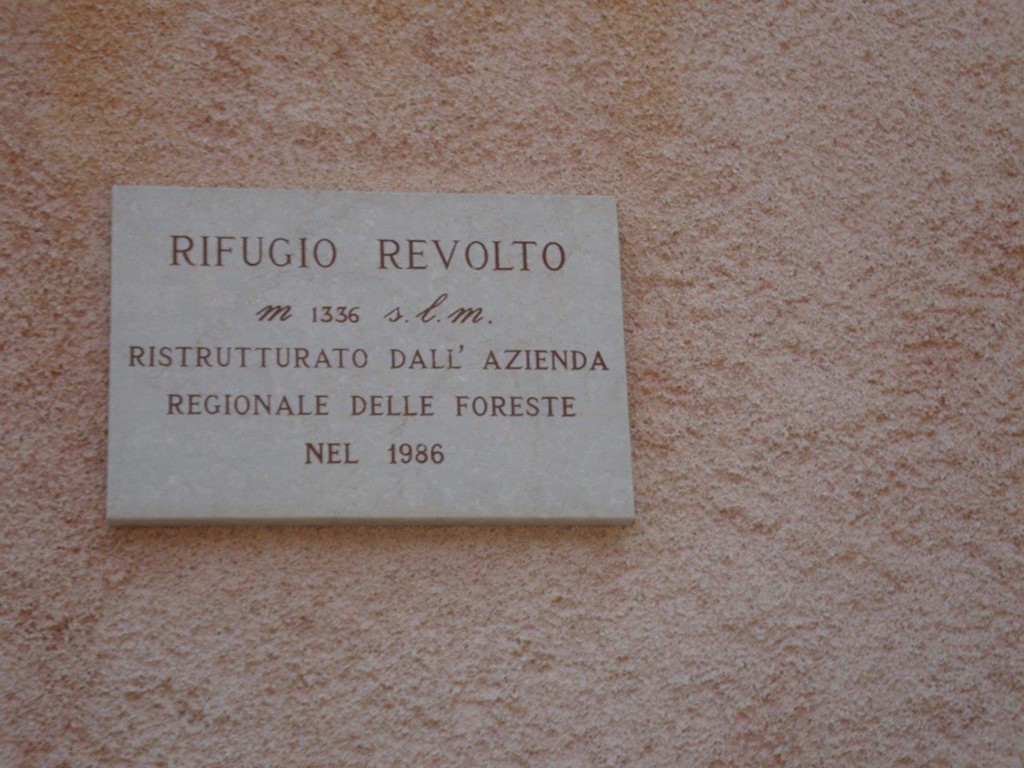 RIFUGIO REVOLTO
m 1336 s.l.m.
RISTRUTTURATO DALL' AZIENDA
REGIONALE DELLE FORESTE
NEL 1986